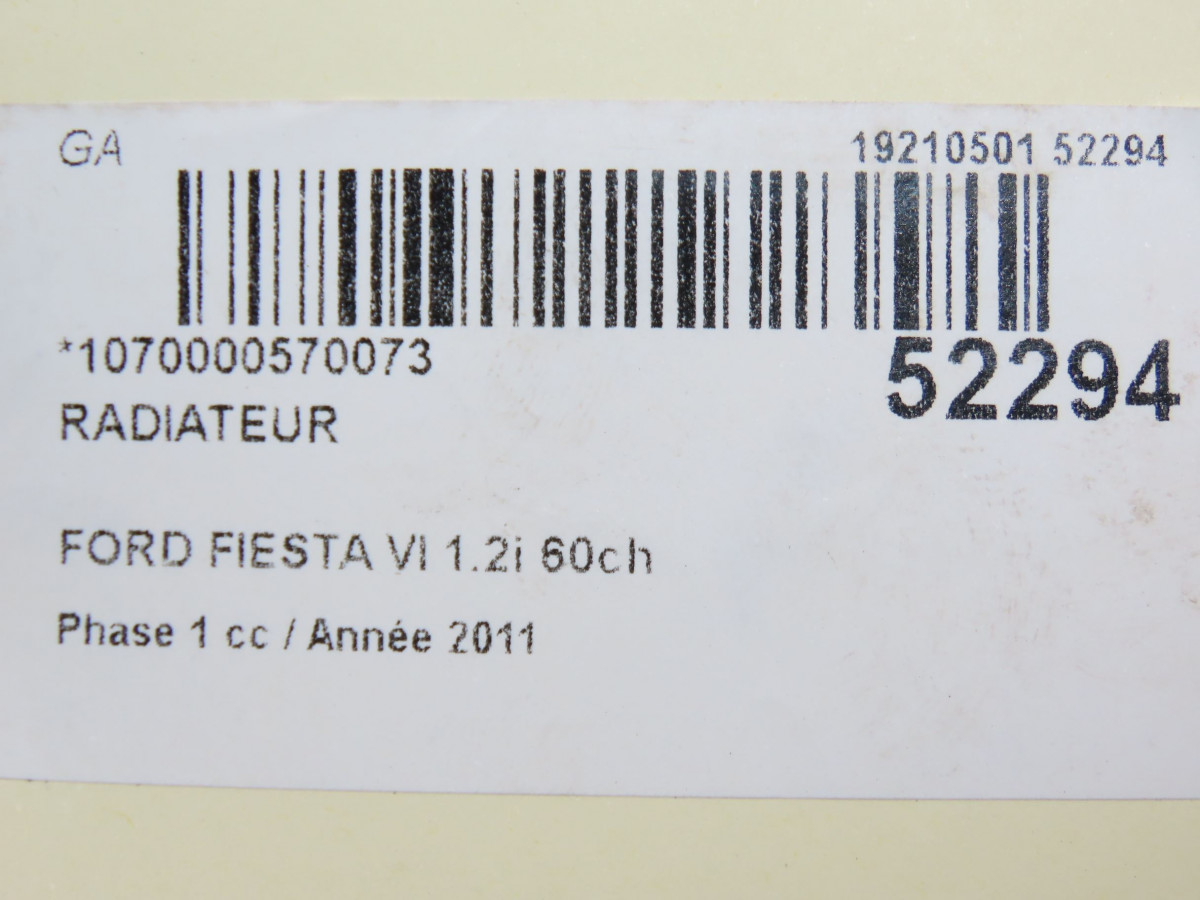 GA 19210501 52294
*1070000570073 52294
RADIATEUR
FORD FIESTA VI 1.2i 60ch
Phase 1 cc / Année 2011